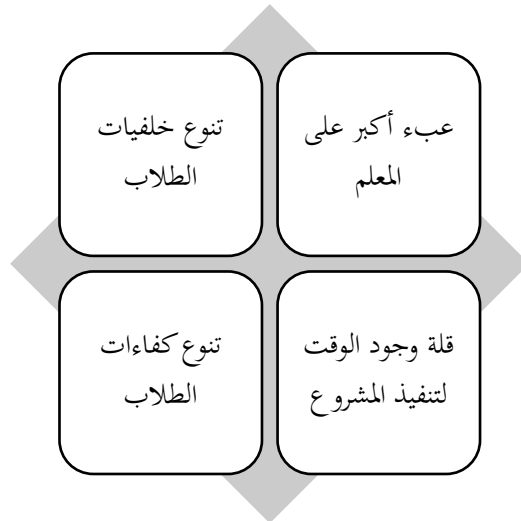 عبء أكبر على
المعلم
تنوع خلفيات
الطلاب
قلة وجود الوقت
لتنفيذ المشروع
تنوع كفاءات
الطلاب